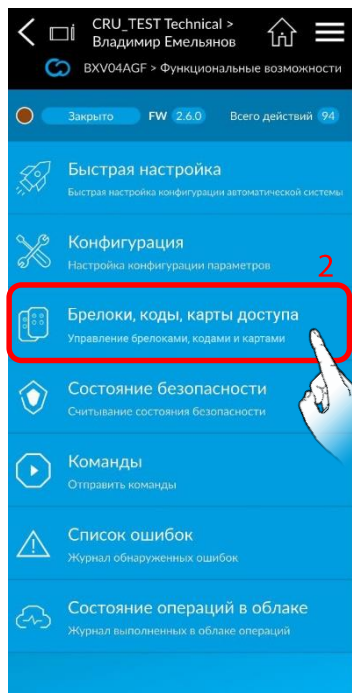 CRU_TEST Technical >
Владимир Емельянов
BXV04AGF > Функциональные возможности
Закрыто FW 2.6.0 Всего действий 94
Быстрая настройка
Быстрая настройка конфигурации автоматической системы
Конфигурация
Настройка конфигурации параметров
2
Брелоки, коды, карты доступа
Управление брелоками, кодами и картами
Состояние безопасности
Считывание состояния безопасности
Команды
Отправить команды
Список ошибок
Журнал обнаруженных ошибок
Состояние операций в облаке
Журнал выполненных в облаке операций